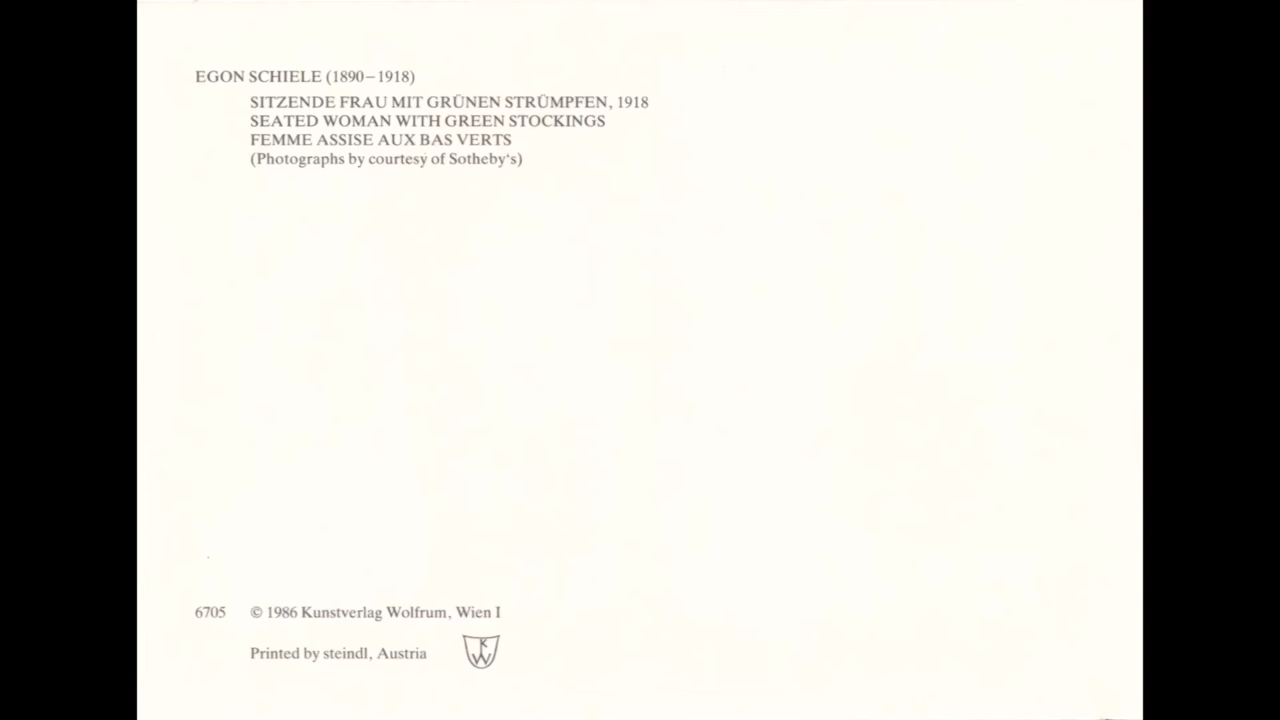 EGON SCHIELE (1890–1918)
SITZENDE FRAU MIT GRÜNEN STRÜMPFEN, 1918
SEATED WOMAN WITH GREEN STOCKINGS
FEMME ASSISE AUX BAS VERTS
(Photographs by courtesy of Sotheby‘s)
6705 © 1986 Kunstverlag Wolfrum, Wien I
Printed by steindl, Austria
KW